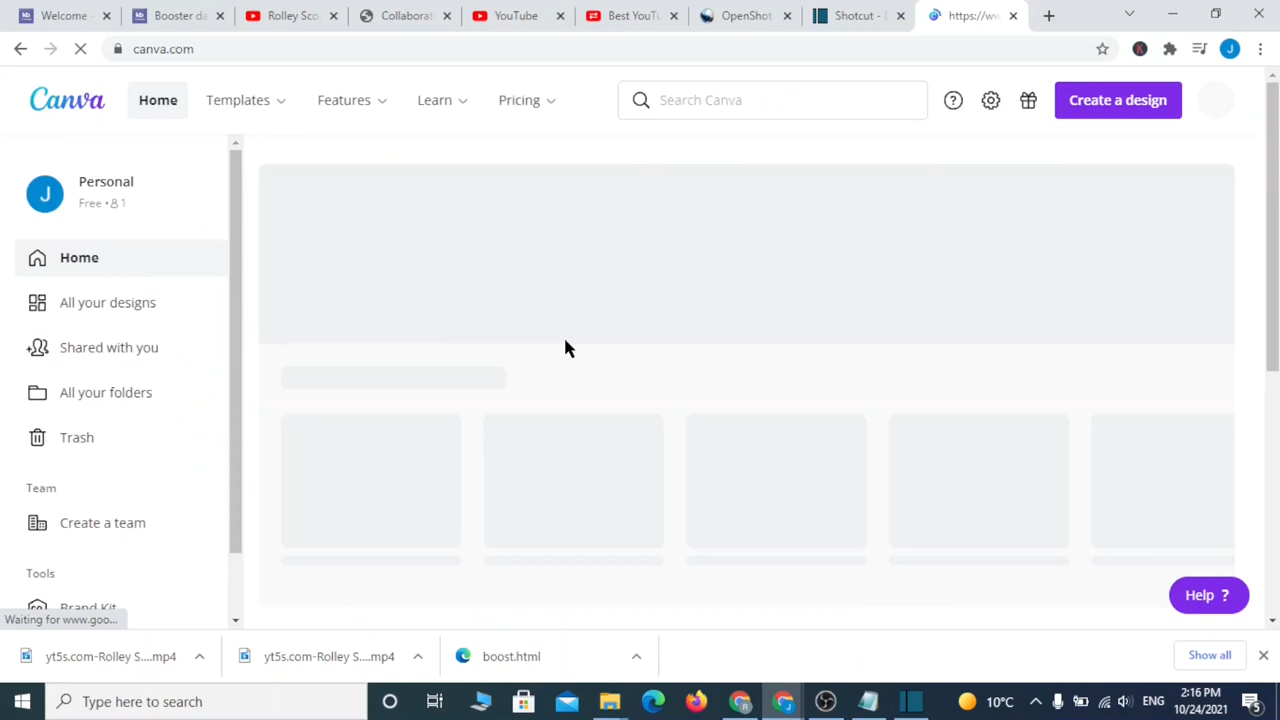 Welcome -
Booster da
Rolley Sco
Collaborat
YouTube
Best YouTu
OpenShot
Shotcut - D
https://ww
canva.com
K
J
Canva
Home
Templates
Features
Learn
Pricing
Search Canva
Create a design
J
Personal
Free • 1
Home
All your designs
Shared with you
All your folders
Trash
Team
Create a team
Tools
Brand Kit
Waiting for www.goo...
Help ?
yt5s.com-Rolley S....mp4
yt5s.com-Rolley S....mp4
boost.html
Show all
Type here to search
10°C
ENG
2:16 PM
10/24/2021
5